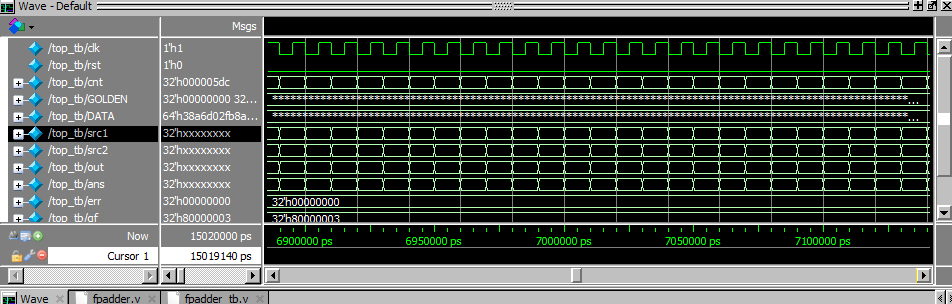 Wave - Default
Msgs
/top_tb/clk 1'h1
/top_tb/rst 1'h0
/top_tb/cnt 32'h000005dc
/top_tb/GOLDEN 32'h00000000 32...
/top_tb/DATA 64'h38a6d02fb8a...
/top_tb/src1 32'hxxxxxxxx
/top_tb/src2 32'hxxxxxxxx
/top_tb/out 32'hxxxxxxxx
/top_tb/ans 32'hxxxxxxxx
/top_tb/err 32'h00000000 32'h00000000
/top_tb/gf 32'h80000003 32'h80000003
Now 15020000 ps 6900000 ps 6950000 ps 7000000 ps 7050000 ps 7100000 ps
Cursor 1 15019140 ps
Wave fpadder.v fpadder_tb.v